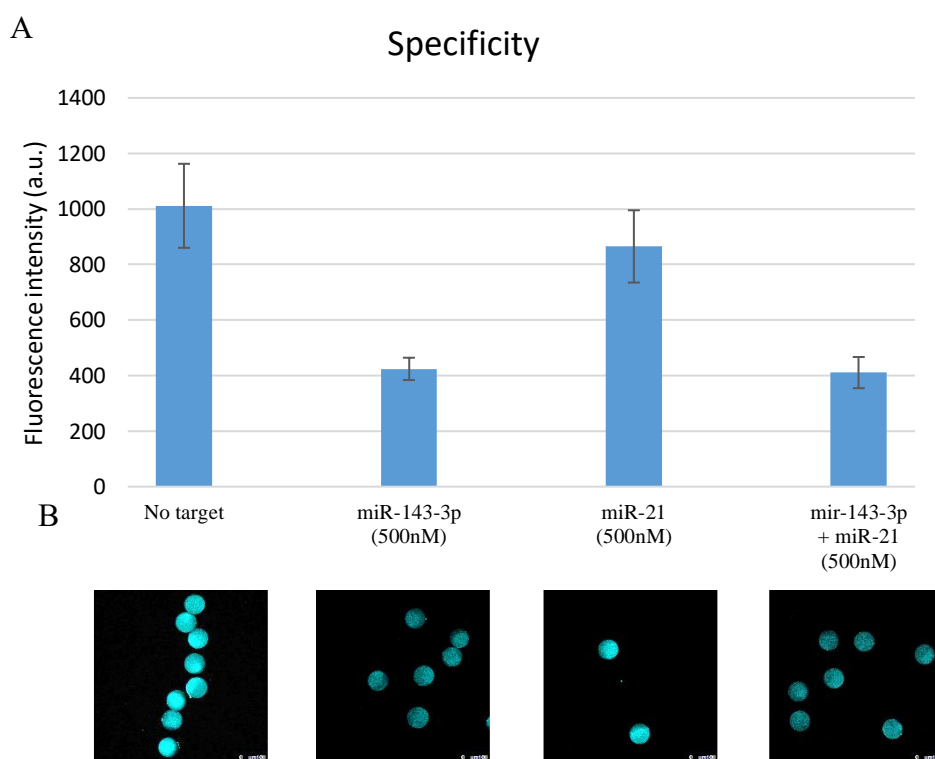 A
Specificity
Fluorescence intensity (a.u.)
1400
1200
1000
800
600
400
200
0
No target
miR-143-3p
(500nM)
miR-21
(500nM)
mir-143-3p
+ miR-21
(500nM)
B